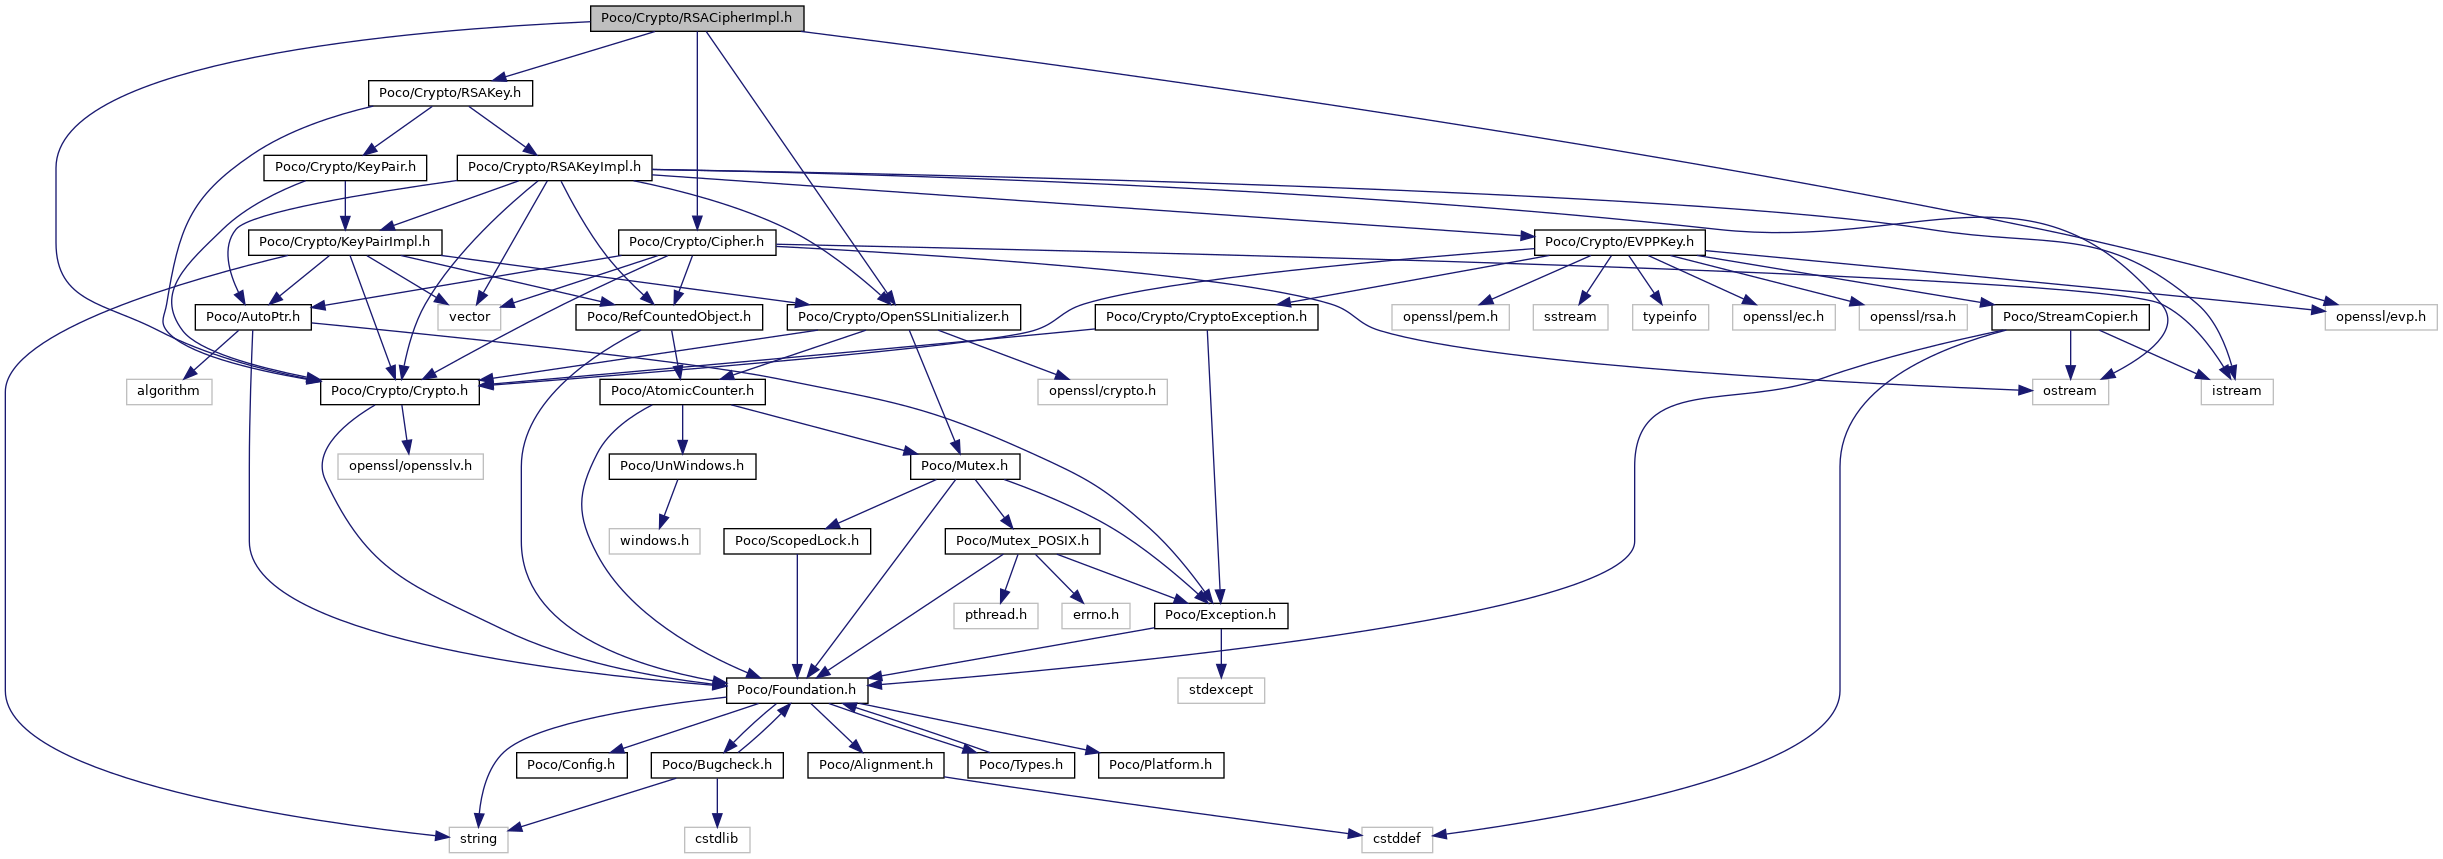 Poco/Crypto/RSACipherImpl.h
Poco/Crypto/RSAKey.h
Poco/Crypto/KeyPair.h
Poco/Crypto/RSAKeyImpl.h
Poco/Crypto/KeyPairImpl.h
Poco/Crypto/Cipher.h
Poco/Crypto/EVPPKey.h
Poco/AutoPtr.h
vector
Poco/RefCountedObject.h
Poco/Crypto/OpenSSLInitializer.h
Poco/Crypto/CryptoException.h
openssl/pem.h
sstream
typeinfo
openssl/ec.h
openssl/rsa.h
Poco/StreamCopier.h
openssl/evp.h
algorithm
Poco/Crypto/Crypto.h
Poco/AtomicCounter.h
openssl/crypto.h
ostream
istream
openssl/opensslv.h
Poco/UnWindows.h
Poco/Mutex.h
windows.h
Poco/ScopedLock.h
Poco/Mutex_POSIX.h
pthread.h
errno.h
Poco/Exception.h
Poco/Foundation.h
stdexcept
Poco/Config.h
Poco/Bugcheck.h
Poco/Alignment.h
Poco/Types.h
Poco/Platform.h
string
cstdlib
cstddef